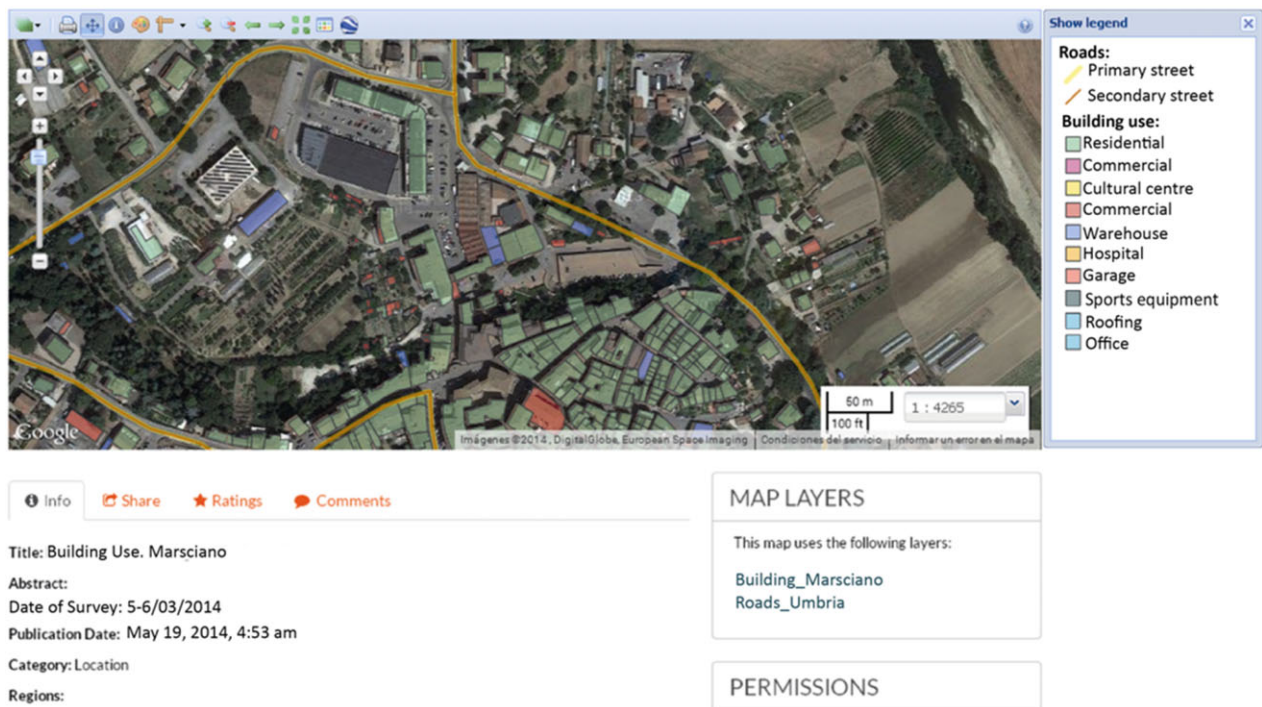 Show legend
Roads:
Primary street
Secondary street
Building use:
Residential
Commercial
Cultural centre
Commercial
Warehouse
Hospital
Garage
Sports equipment
Roofing
Office
50 m
100 ft
1 : 4265
Google
Imágenes ©2014, DigitalGlobe, European Space Imaging
Condiciones del servicio
Informar un error en el mapa
Info
Share
Ratings
Comments
Title: Building Use. Marsciano
Abstract:
Date of Survey: 5-6/03/2014
Publication Date: May 19, 2014, 4:53 am
Category: Location
Regions:
MAP LAYERS
This map uses the following layers:
Building_Marsciano
Roads_Umbria
PERMISSIONS